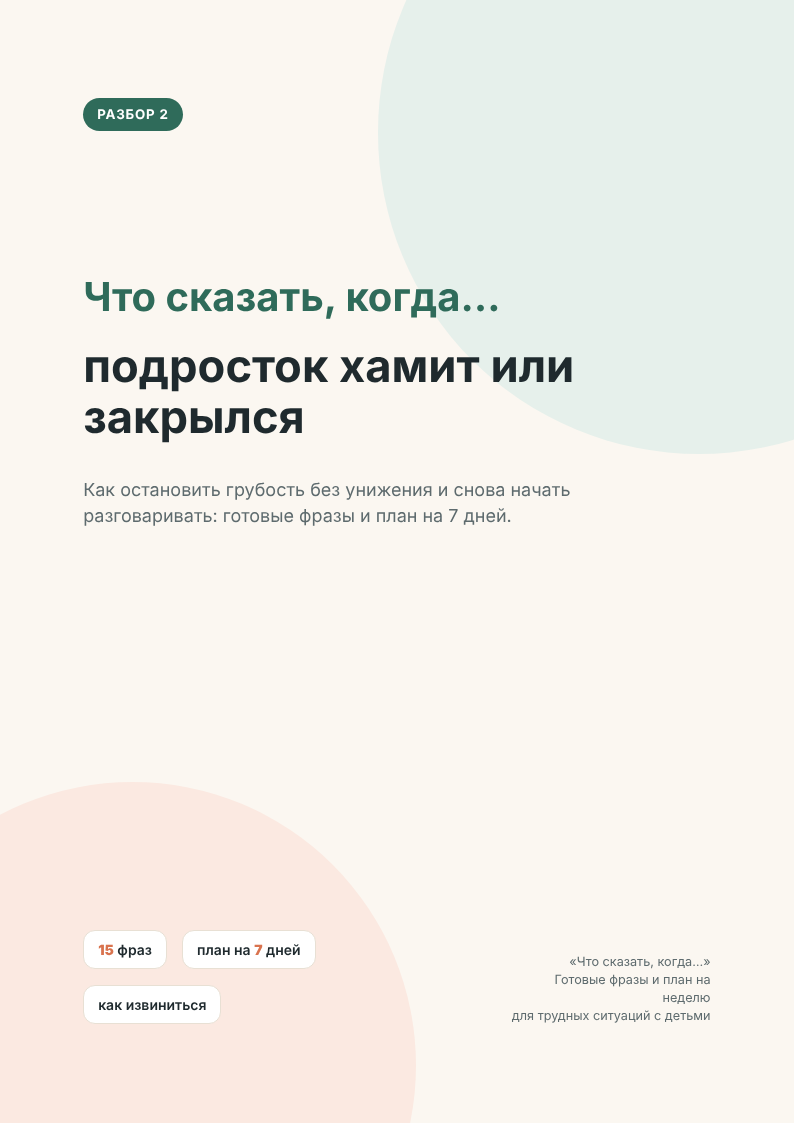 РАЗБОР 2
Что сказать, когда…
подросток хамит или
закрылся
Как остановить грубость без унижения и снова начать
разговаривать: готовые фразы и план на 7 дней.
15 фраз
план на 7 дней
как извиниться
«Что сказать, когда…»
Готовые фразы и план на
неделю
для трудных ситуаций с детьми